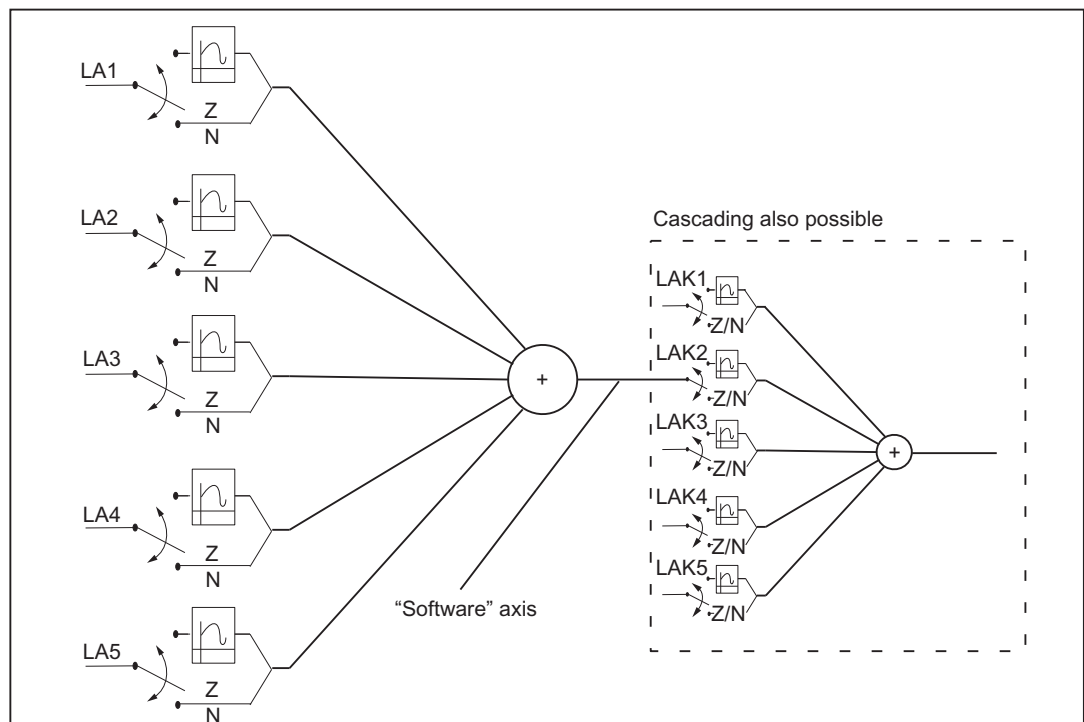 LA1
Z
N
LA2
Z
N
LA3
Z
N
LA4
Z
N
LA5
Z
N
+
“Software” axis
Cascading also possible
LAK1
Z/N
LAK2
Z/N
LAK3
Z/N
LAK4
Z/N
LAK5
Z/N
+